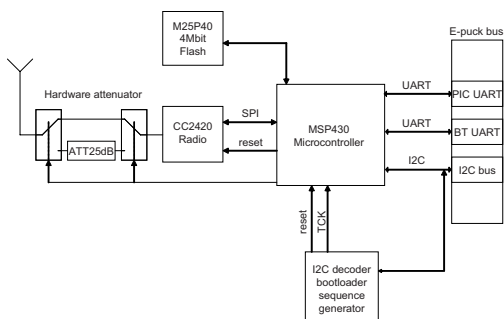 M25P40
4Mbit
Flash
E-puck bus
Hardware attenuator
ATT25dB
CC2420
Radio
SPI
reset
MSP430
Microcontroller
UART
PIC UART
UART
BT UART
I2C
I2C bus
reset
TCK
I2C decoder
bootloader
sequence
generator